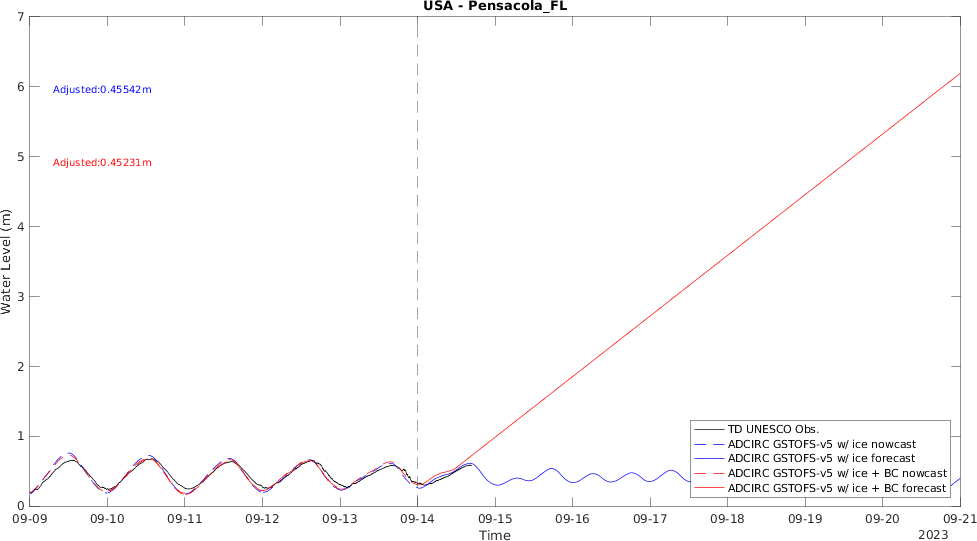 USA - Pensacola_FL
7
6
5
4
3
2
1
0
Water Level (m)
Adjusted:0.45542m
Adjusted:0.45231m
TD UNESCO Obs.
ADCIRC GSTOFS-v5 w/ ice nowcast
ADCIRC GSTOFS-v5 w/ ice forecast
ADCIRC GSTOFS-v5 w/ ice + BC nowcast
ADCIRC GSTOFS-v5 w/ ice + BC forecast
09-09 09-10 09-11 09-12 09-13 09-14 09-15 09-16 09-17 09-18 09-19 09-20 09-21
Time
2023